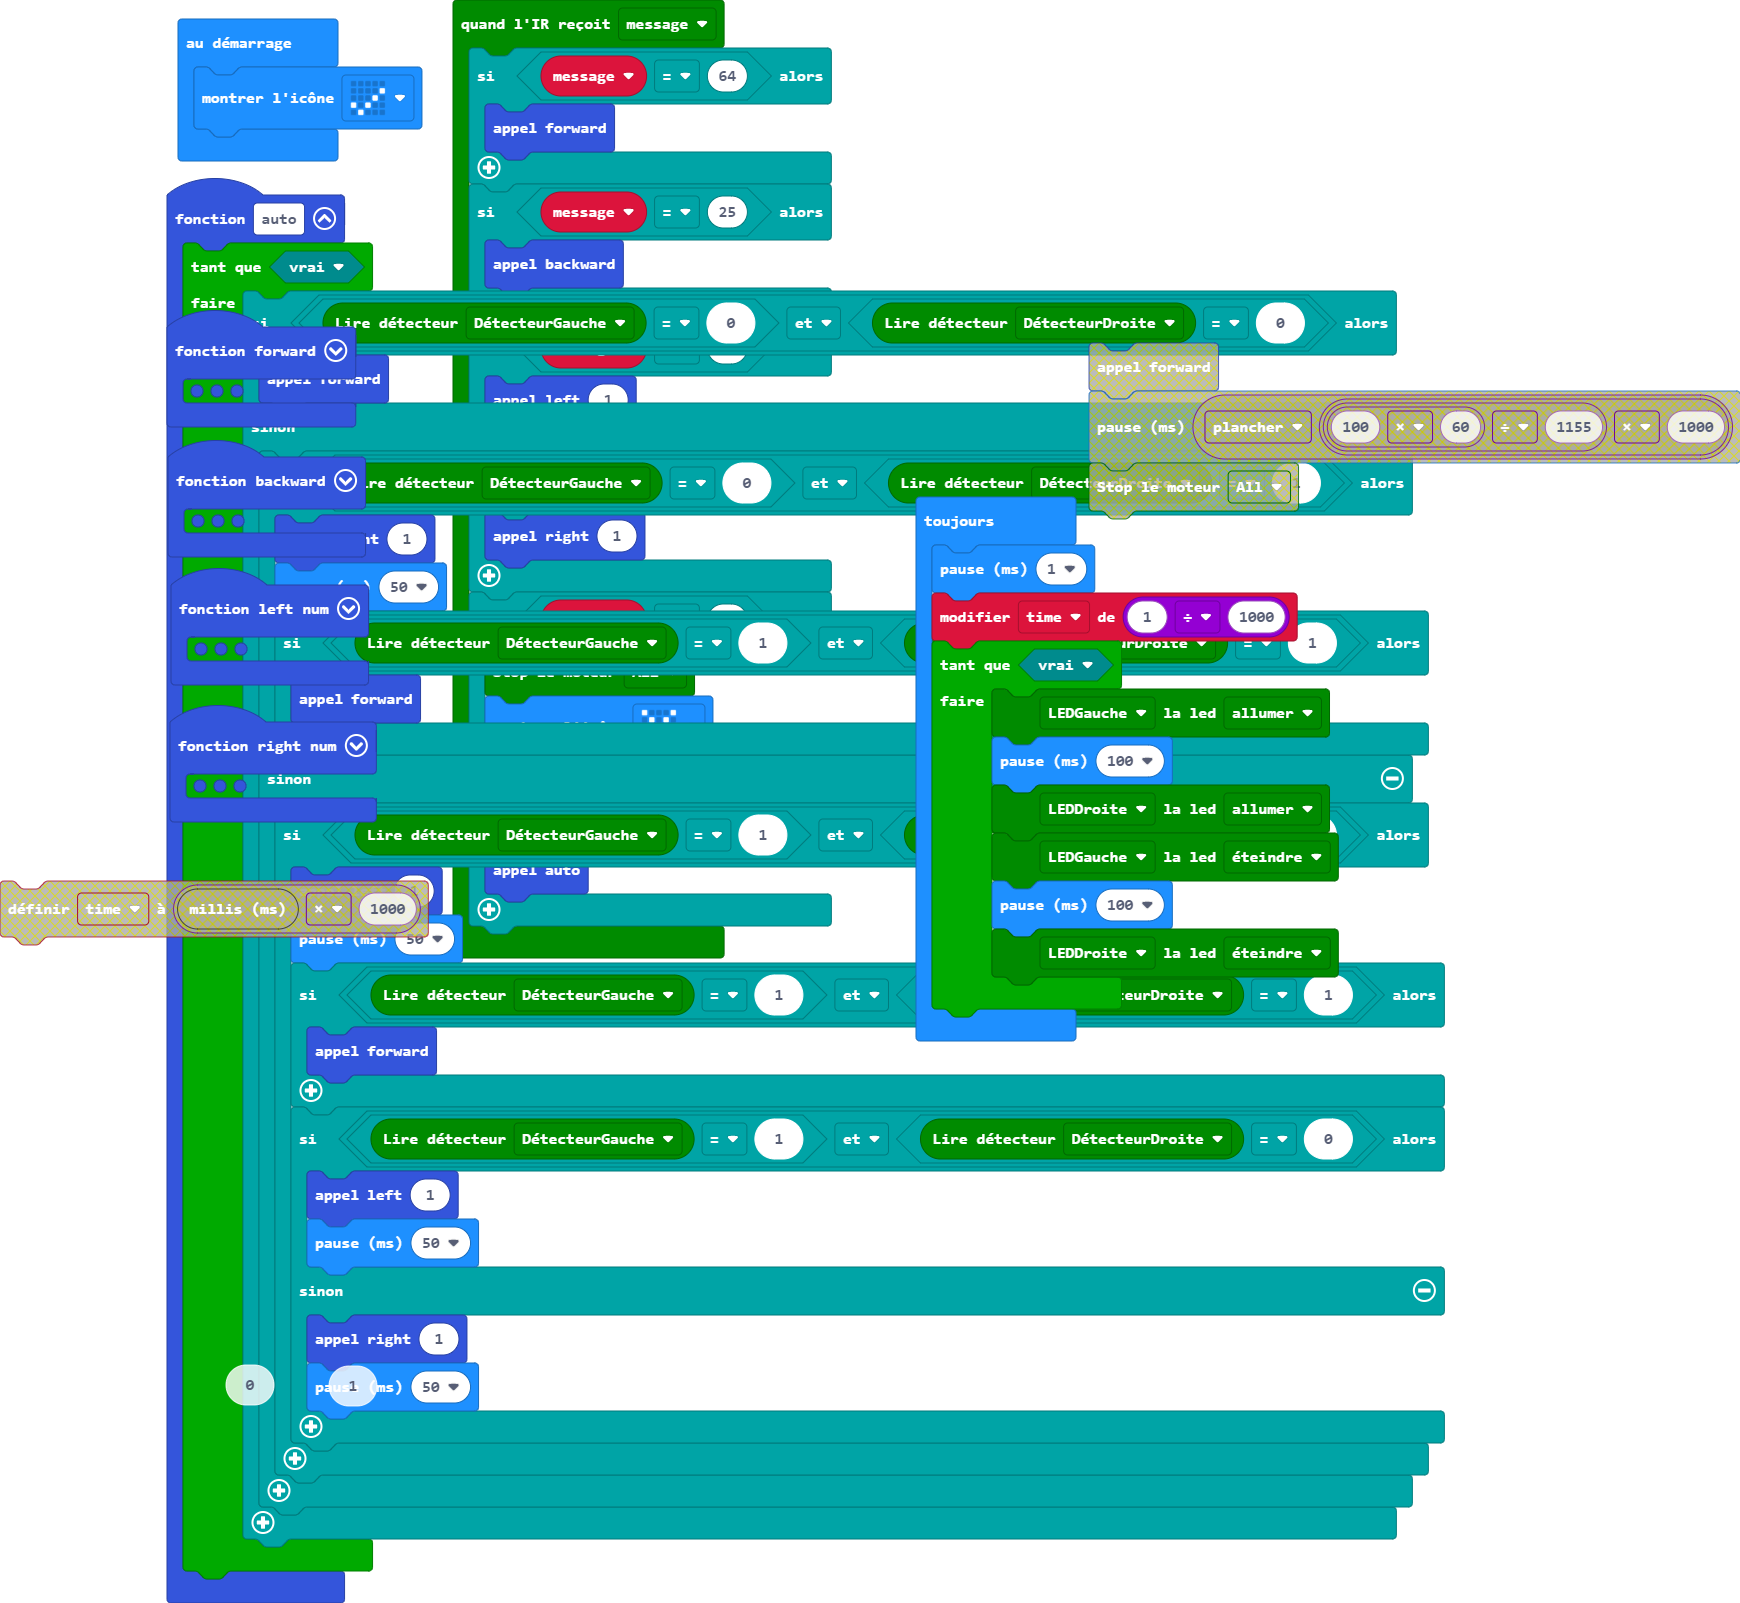 au démarrage
montrer l'icône
quand l'IR reçoit message
si message = 64 alors
appel forward
si message = 25 alors
appel backward
appel left 1
appel right 1
appel auto
fonction auto
tant que vrai
faire
si Lire détecteur DétecteurGauche = 0 et Lire détecteur DétecteurDroite = 0 alors
appel forward
sinon
Lire détecteur DétecteurGauche = 0 et Lire détecteur DétecteurDroite = 1 alors
1
50
si Lire détecteur DétecteurGauche = 1 et = 1 alors
appel forward
sinon
si Lire détecteur DétecteurGauche = 1 et alors
pause (ms) 50
si Lire détecteur DétecteurGauche = 1 et = 1 alors
appel forward
si Lire détecteur DétecteurGauche = 1 et Lire détecteur DétecteurDroite = 0 alors
appel left 1
pause (ms) 50
sinon
appel right 1
pause (ms) 50
0
1
fonction forward
fonction backward
fonction left num
fonction right num
définir time à millis (ms) × 1000
appel forward
pause (ms) plancher 100 × 60 ÷ 1155 × 1000
Stop le moteur All
toujours
pause (ms) 1
modifier time de 1 ÷ 1000
tant que vrai
faire
LEDGauche la led allumer
pause (ms) 100
LEDDroite la led allumer
LEDGauche la led éteindre
pause (ms) 100
LEDDroite la led éteindre